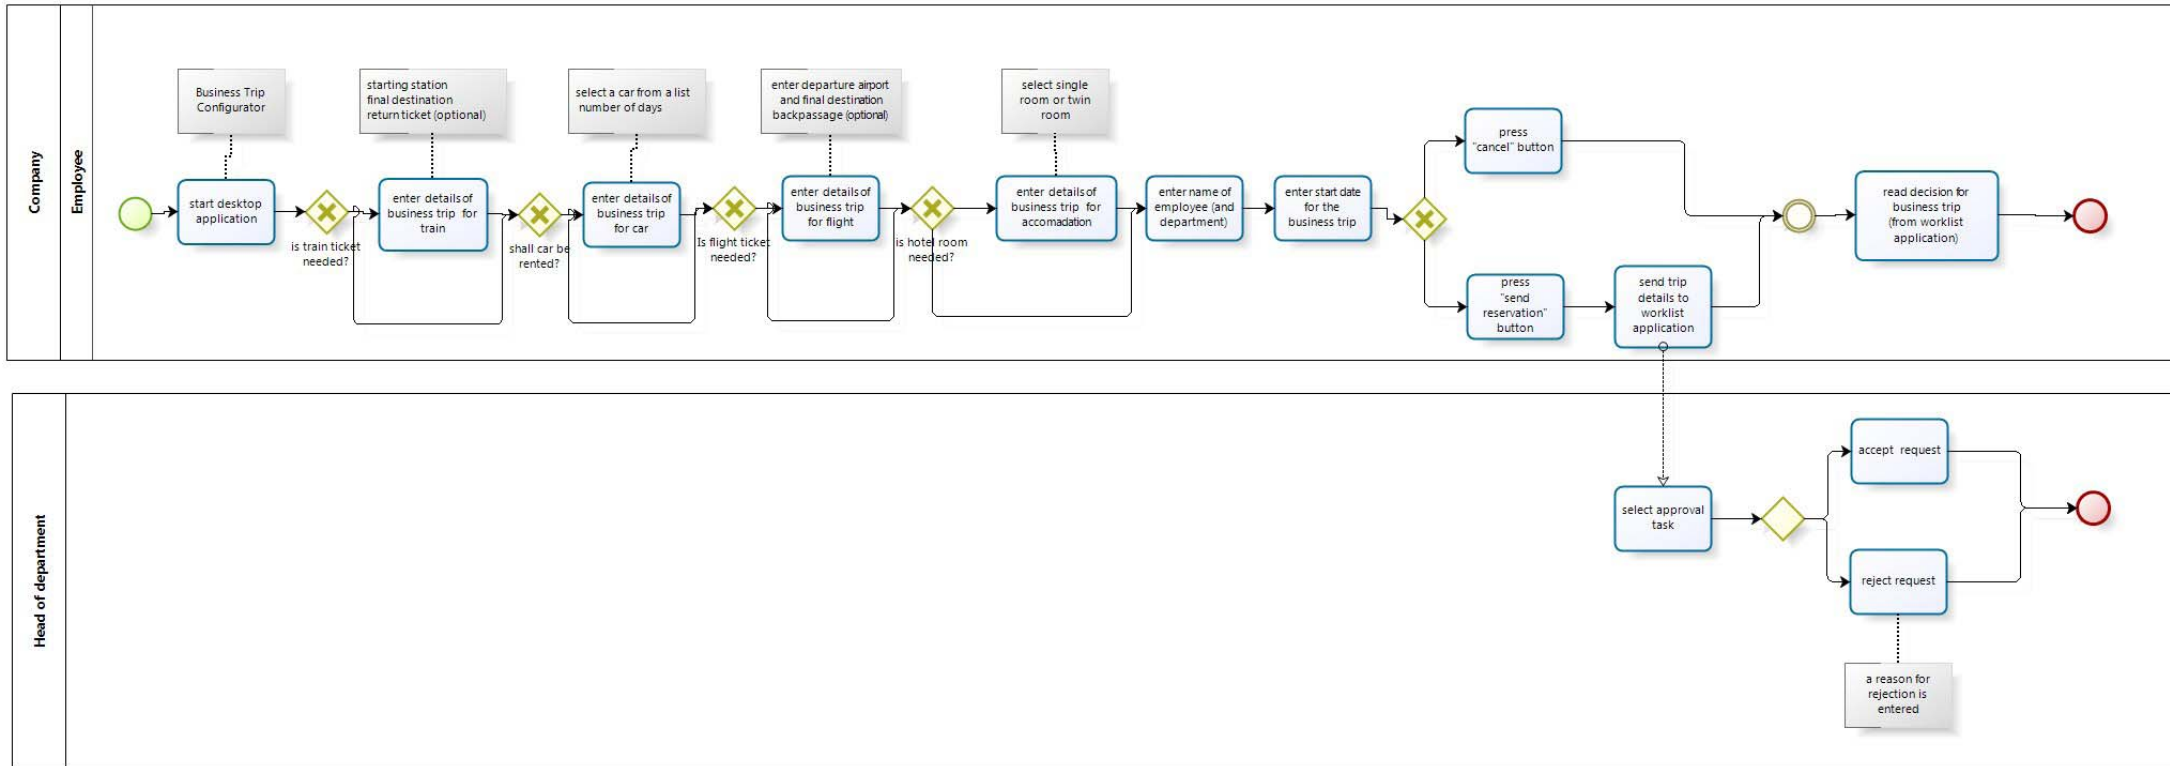 Company
Employee
Business Trip
Configurator
starting station
final destination
return ticket (optional)
select a car from a list
number of days
enter departure airport
and final destination
backpassage (optional)
select single
room or twin
room
start desktop
application
is train ticket
needed?
enter details of
business trip for
train
shall car be
rented?
enter details of
business trip
for car
Is flight ticket
needed?
enter details of
business trip
for flight
is hotel room
needed?
enter details of
business trip for
accomadation
enter name of
employee (and
department)
enter start date
for the
business trip
press
"cancel" button
press
"send
reservation"
button
send trip
details to
worklist
application
read decision for
business trip
(from worklist
application)
Head of department
select approval
task
accept request
reject request
a reason for
rejection is
entered